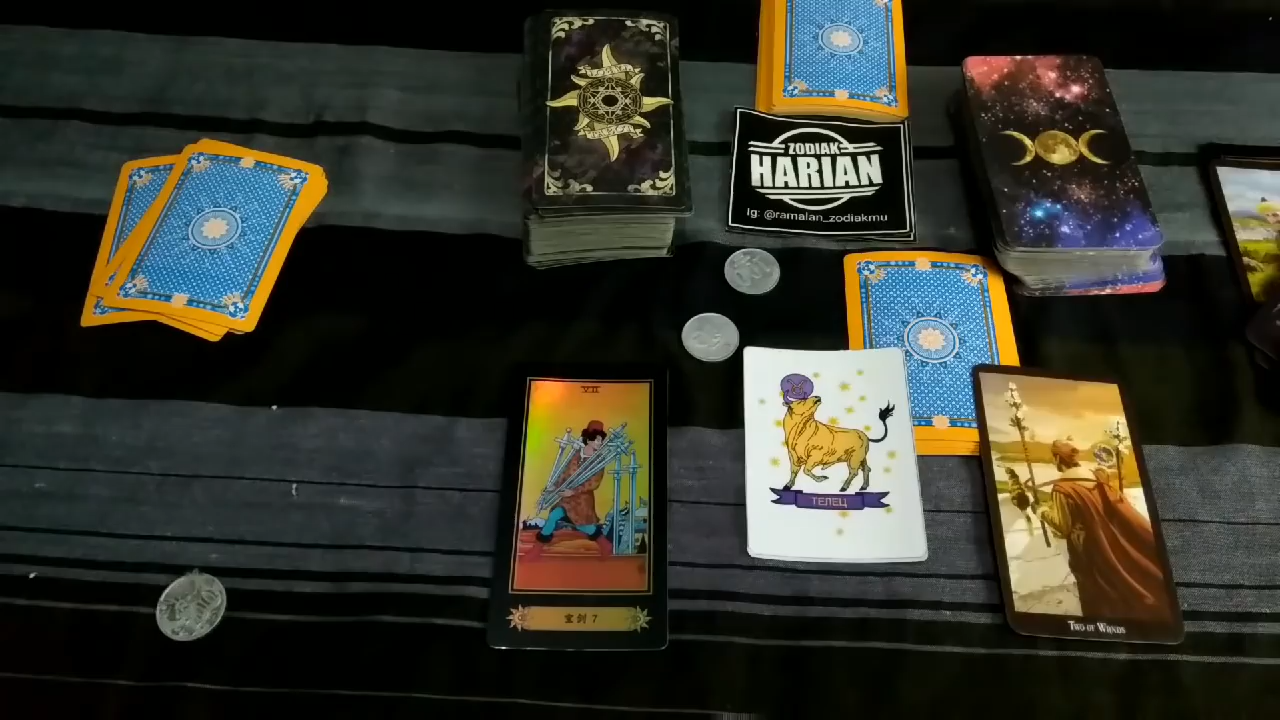 ZODIAK
HARIAN
Ig: @ramalan_zodiakmu
VII
宝剑 7
ТЕЛЕЦ
TWO OF WANDS